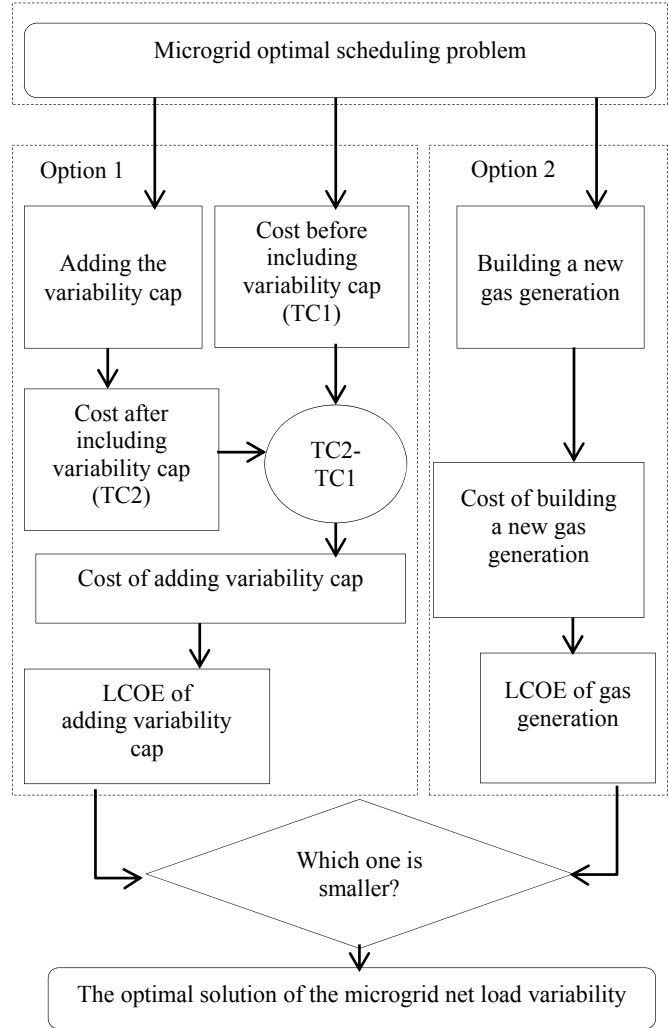 Microgrid optimal scheduling problem
Option 1
Adding the
variability cap
Cost before
including
variability cap
(TC1)
Cost after
including
variability cap
(TC2)
TC2-
TC1
Cost of adding variability cap
LCOE of
adding variability
cap
Option 2
Building a new
gas generation
Cost of building
a new gas
generation
LCOE of gas
generation
Which one is
smaller?
The optimal solution of the microgrid net load variability